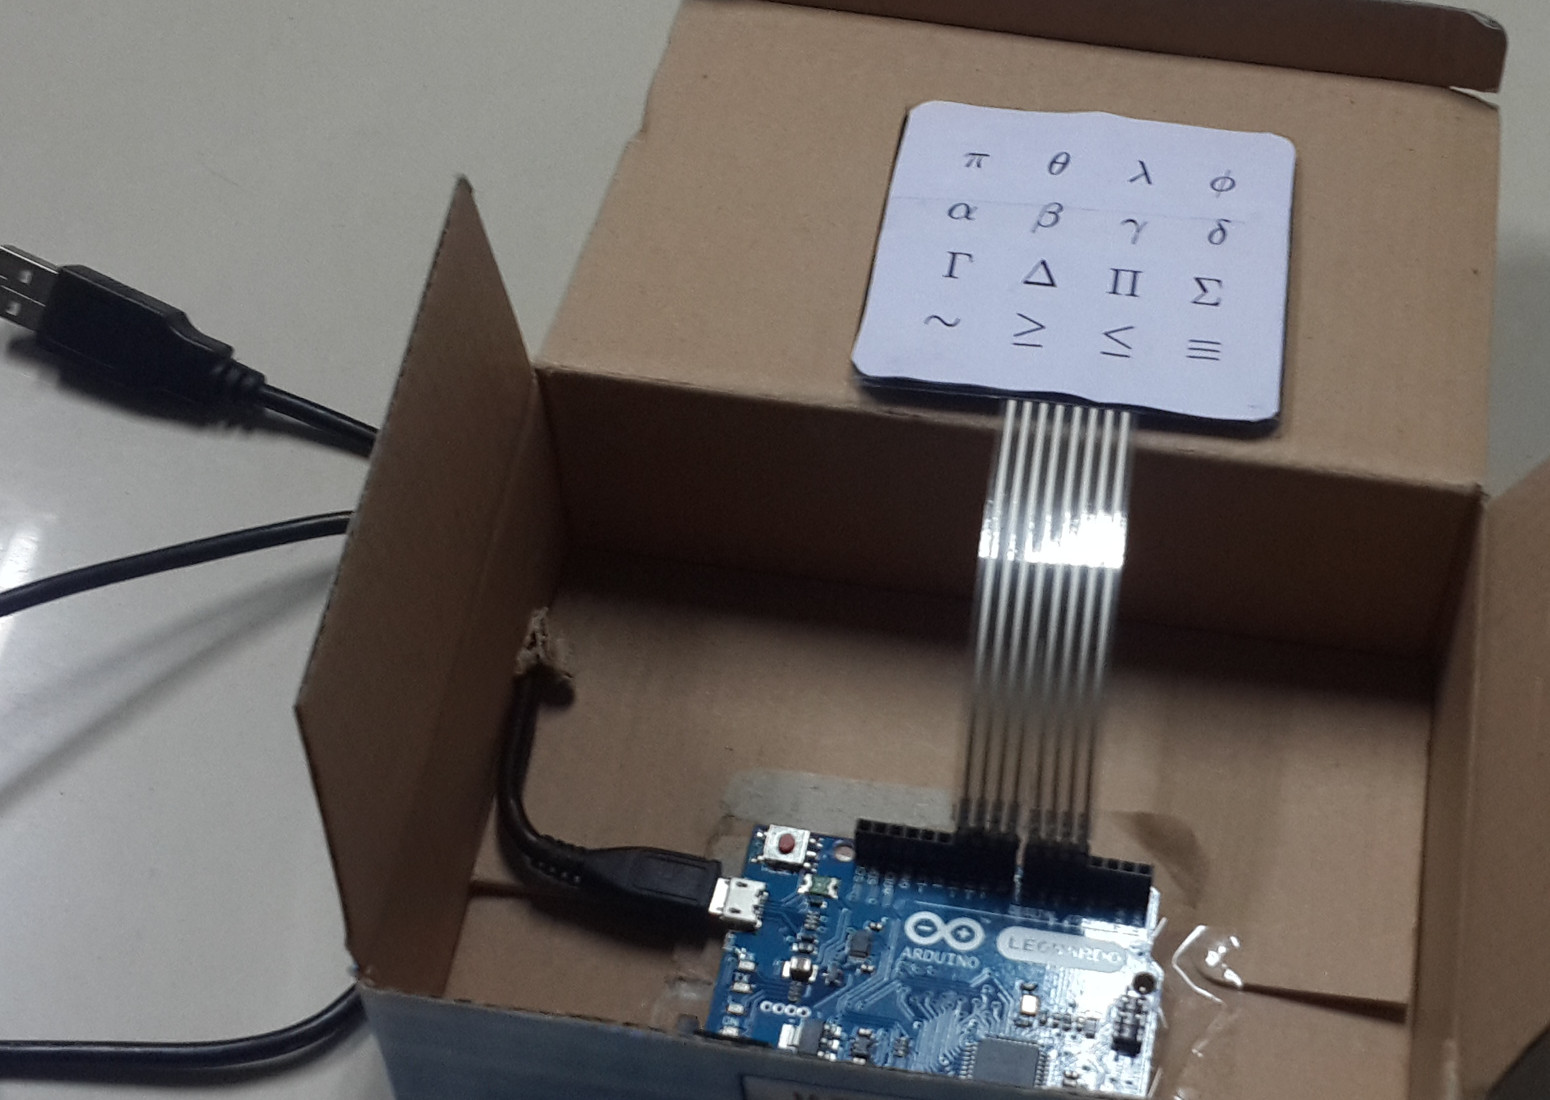 π θ λ ϕ
α β γ δ
Γ Δ Π Σ
∼ ≥ ≤ ≡
ARDUINO LEONARDO